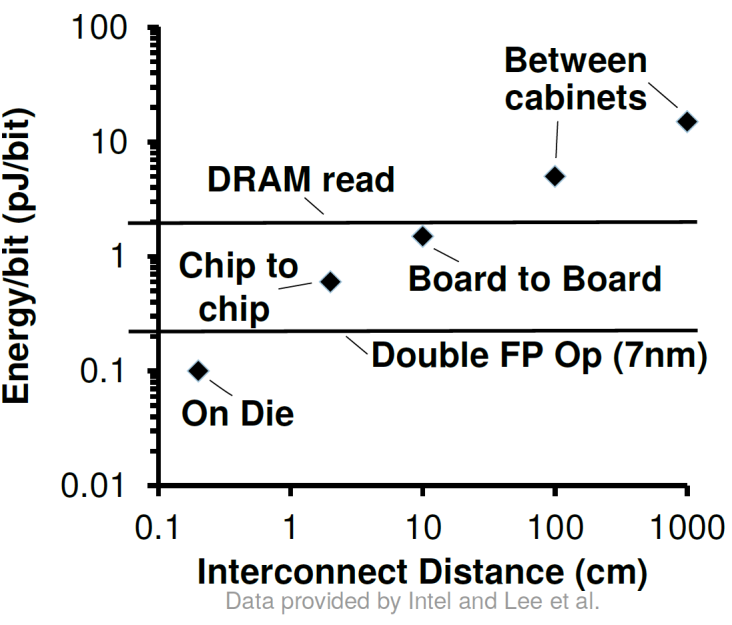 100
Between
cabinets
10
DRAM read
1
Chip to
chip
Board to Board
Double FP Op (7nm)
0.1
On Die
0.01
0.1 1 10 100 1000
Energy/bit (pJ/bit)
Interconnect Distance (cm)
Data provided by Intel and Lee et al.